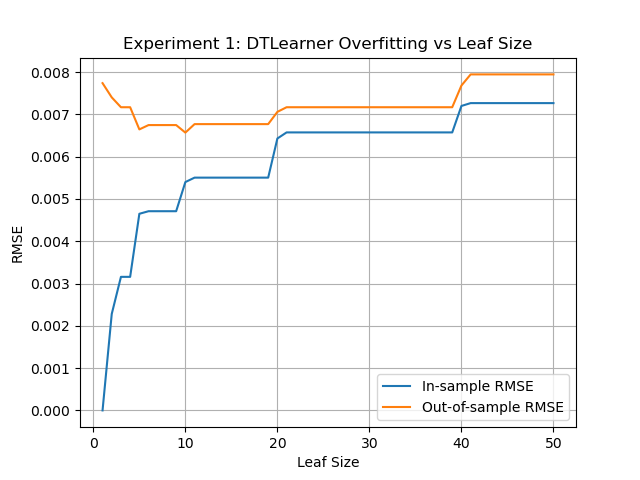 Experiment 1: DTLearner Overfitting vs Leaf Size
RMSE
0.008
0.007
0.006
0.005
0.004
0.003
0.002
0.001
0.000
0 10 20 30 40 50
Leaf Size
In-sample RMSE
Out-of-sample RMSE